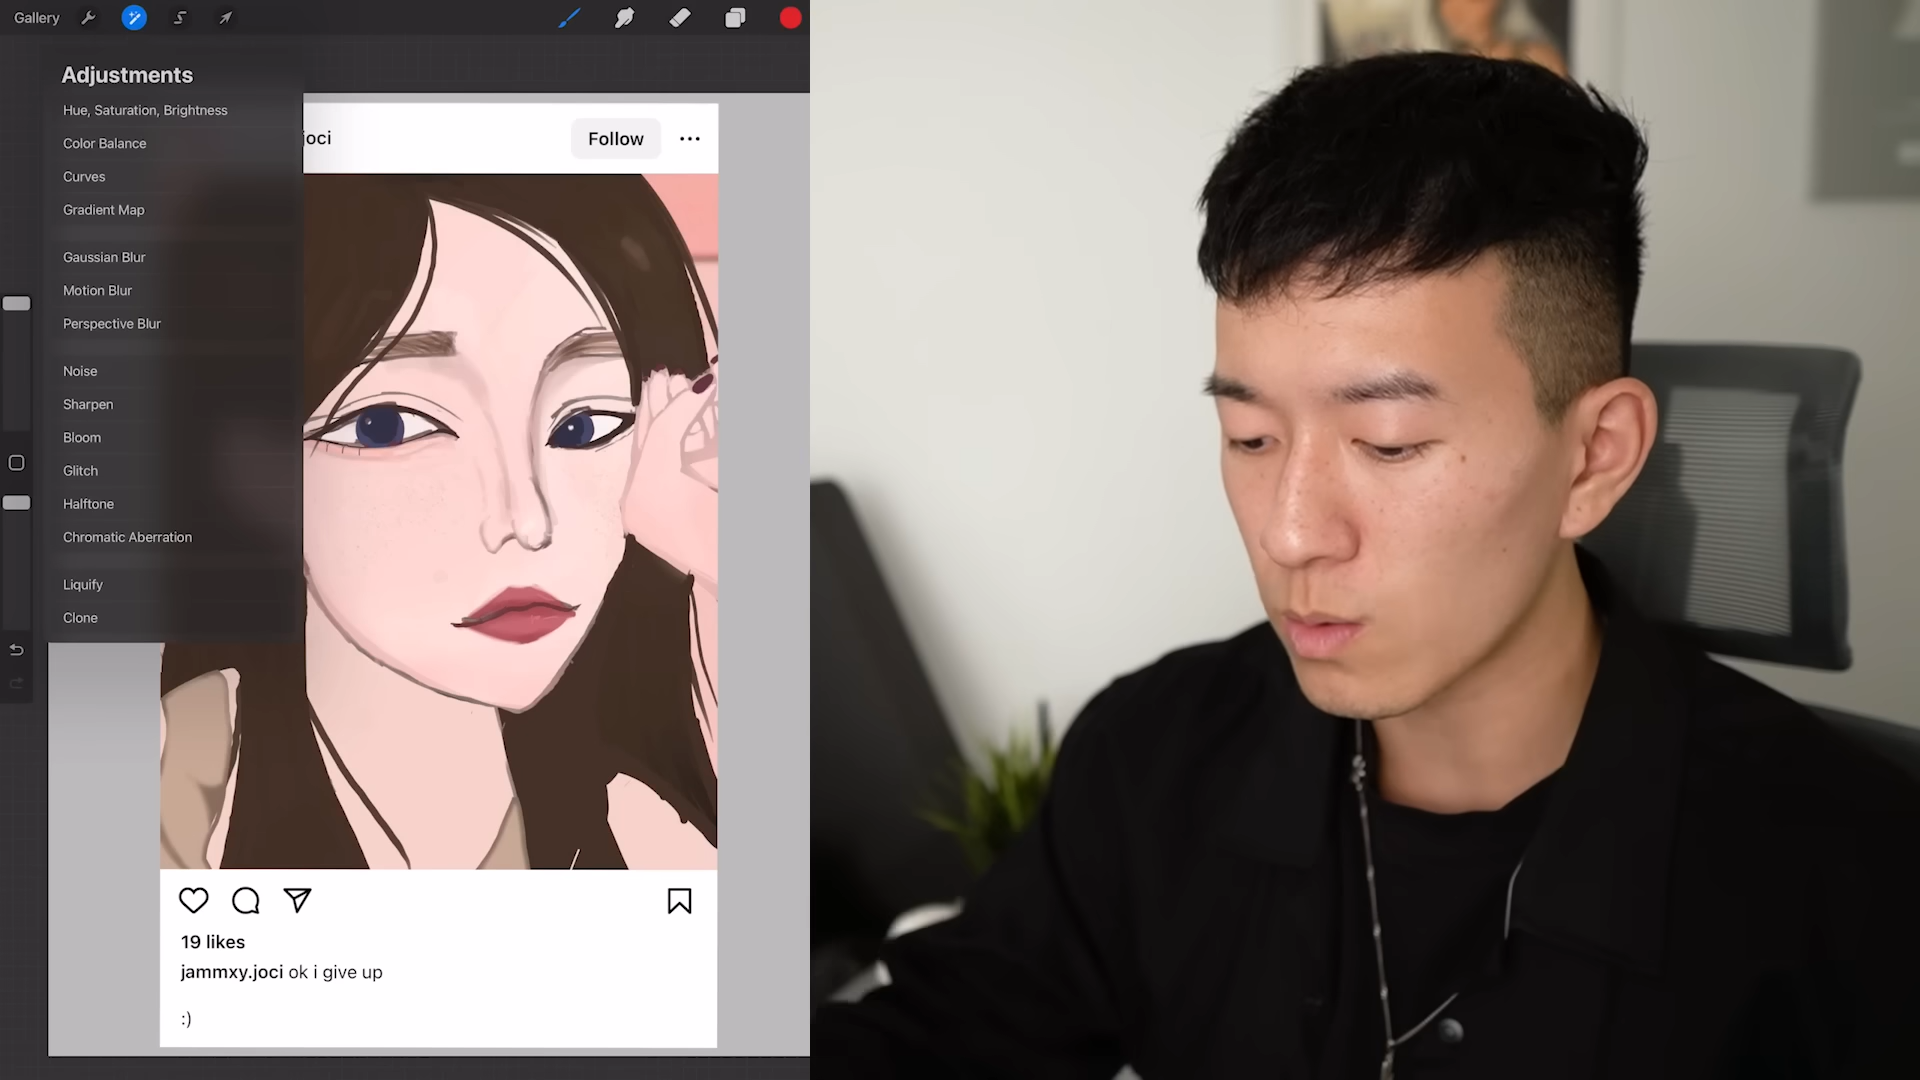 Gallery
Adjustments
Hue, Saturation, Brightness
Color Balance
Curves
Gradient Map
Gaussian Blur
Motion Blur
Perspective Blur
Noise
Sharpen
Bloom
Glitch
Halftone
Chromatic Aberration
Liquify
Clone
joci
Follow
19 likes
jammxy.joci ok i give up
:)